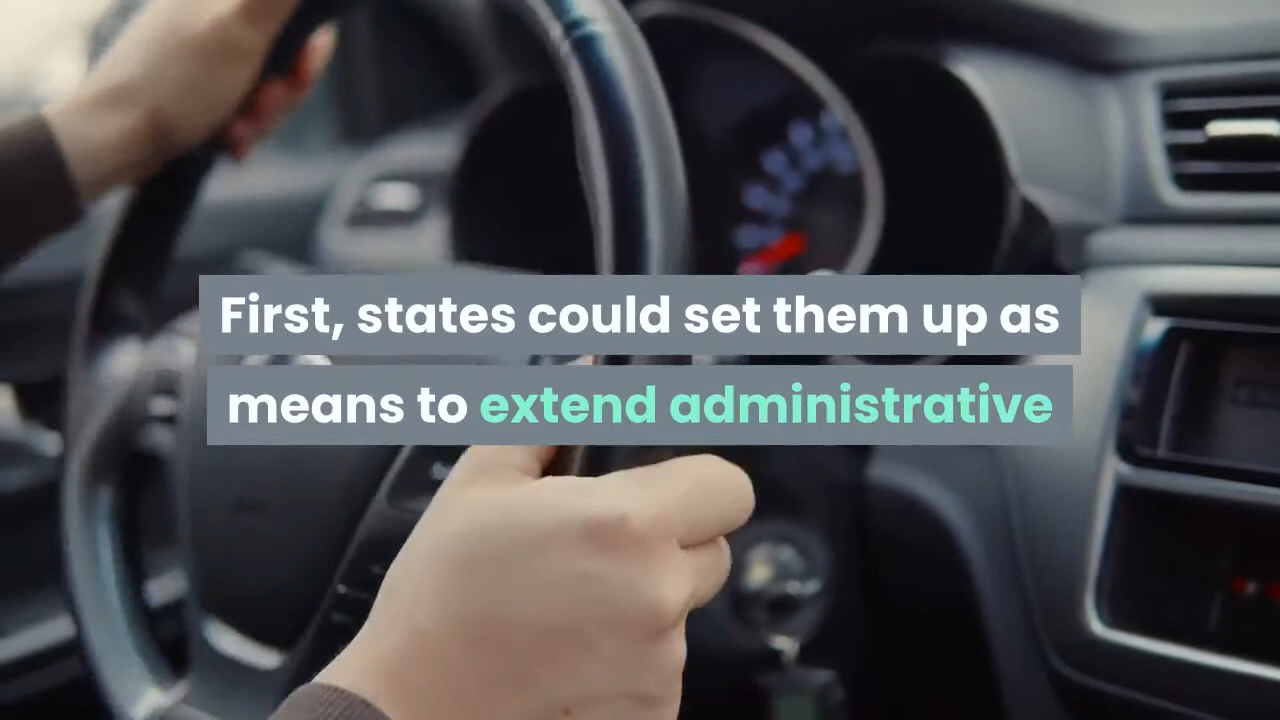 First, states could set them up as
means to extend administrative